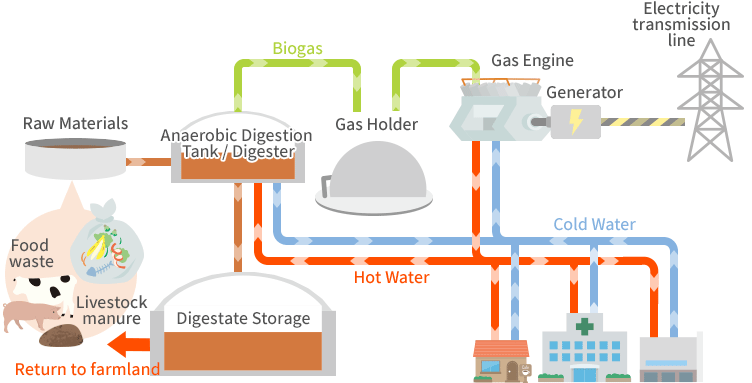 Electricity
transmission
line
Biogas
Gas Engine
Generator
Raw Materials
Anaerobic Digestion
Tank / Digester
Gas Holder
Cold Water
Food
waste
Hot Water
Livestock
manure
Digestate Storage
Return to farmland